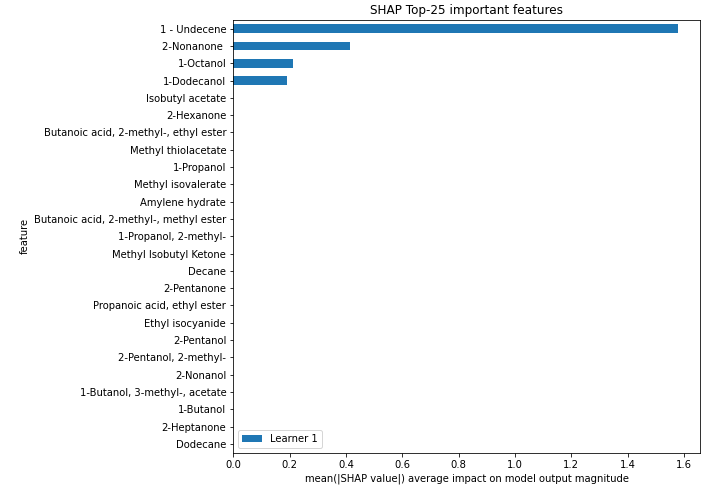 SHAP Top-25 important features
1 - Undecene
2-Nonanone
1-Octanol
1-Dodecanol
Isobutyl acetate
2-Hexanone
Butanoic acid, 2-methyl-, ethyl ester
Methyl thiolacetate
1-Propanol
Methyl isovalerate
Amylene hydrate
Butanoic acid, 2-methyl-, methyl ester
1-Propanol, 2-methyl-
Methyl Isobutyl Ketone
Decane
2-Pentanone
Propanoic acid, ethyl ester
Ethyl isocyanide
2-Pentanol
2-Pentanol, 2-methyl-
2-Nonanol
1-Butanol, 3-methyl-, acetate
1-Butanol
2-Heptanone
Dodecane
feature
Learner 1
0.0 0.2 0.4 0.6 0.8 1.0 1.2 1.4 1.6
mean(|SHAP value|) average impact on model output magnitude